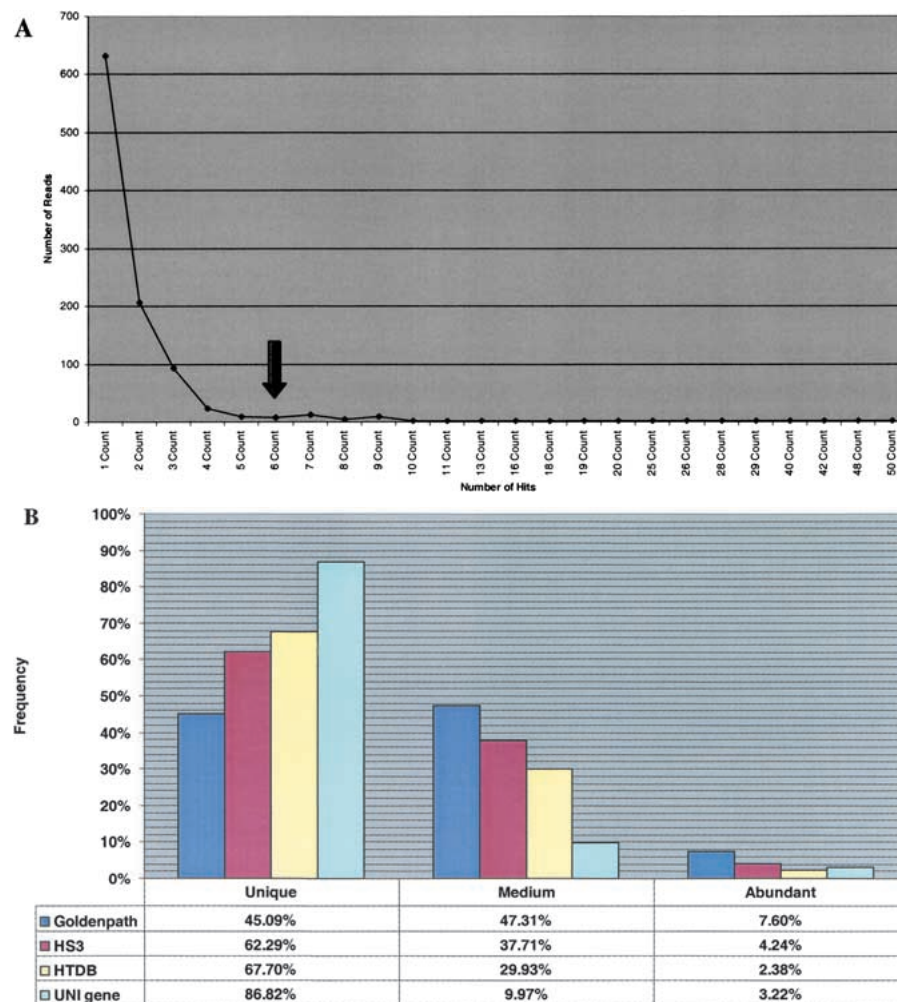 A
700
600
500
400
300
200
100
0
Number of Reads
1 Count
2 Count
3 Count
4 Count
5 Count
6 Count
7 Count
8 Count
9 Count
10 Count
11 Count
13 Count
16 Count
18 Count
19 Count
20 Count
25 Count
26 Count
28 Count
29 Count
40 Count
42 Count
48 Count
50 Count
Number of Hits
B
100%
90%
80%
70%
60%
50%
40%
30%
20%
10%
0%
Frequency
Unique Medium Abundant
Goldenpath 45.09% 47.31% 7.60%
HS3 62.29% 37.71% 4.24%
HTDB 67.70% 29.93% 2.38%
UNI gene 86.82% 9.97% 3.22%